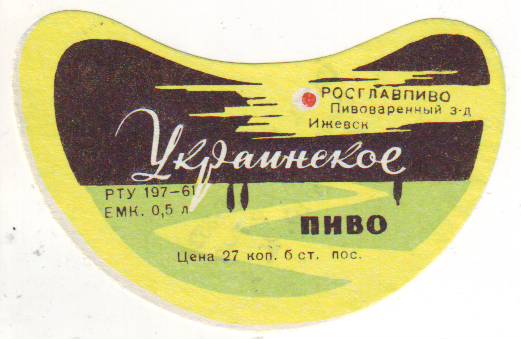 РОСГЛАВПИВО
Пивоваренный з-д
Ижевск
Украинское
РТУ 197-61
ЕМК. 0,5 л
ПИВО
Цена 27 коп. б ст. пос.